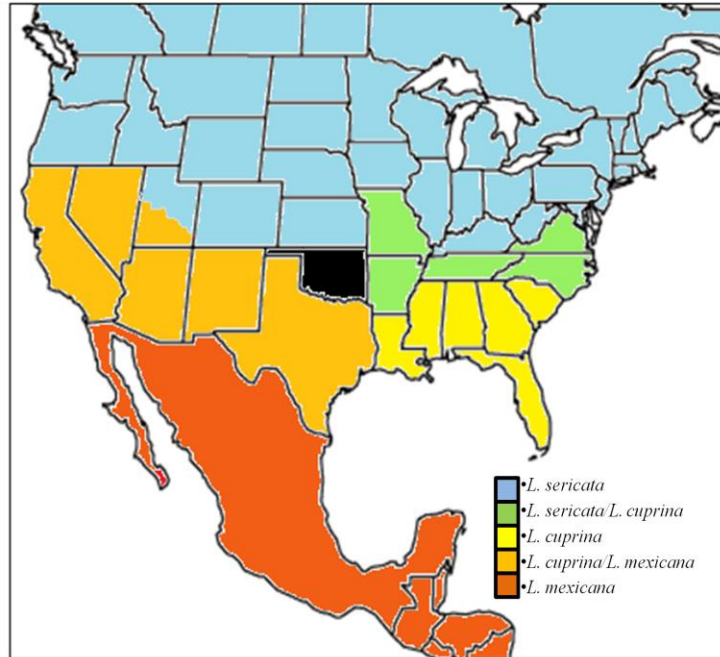 •L. sericata
•L. sericata/L. cuprina
•L. cuprina
•L. cuprina/L. mexicana
•L. mexicana